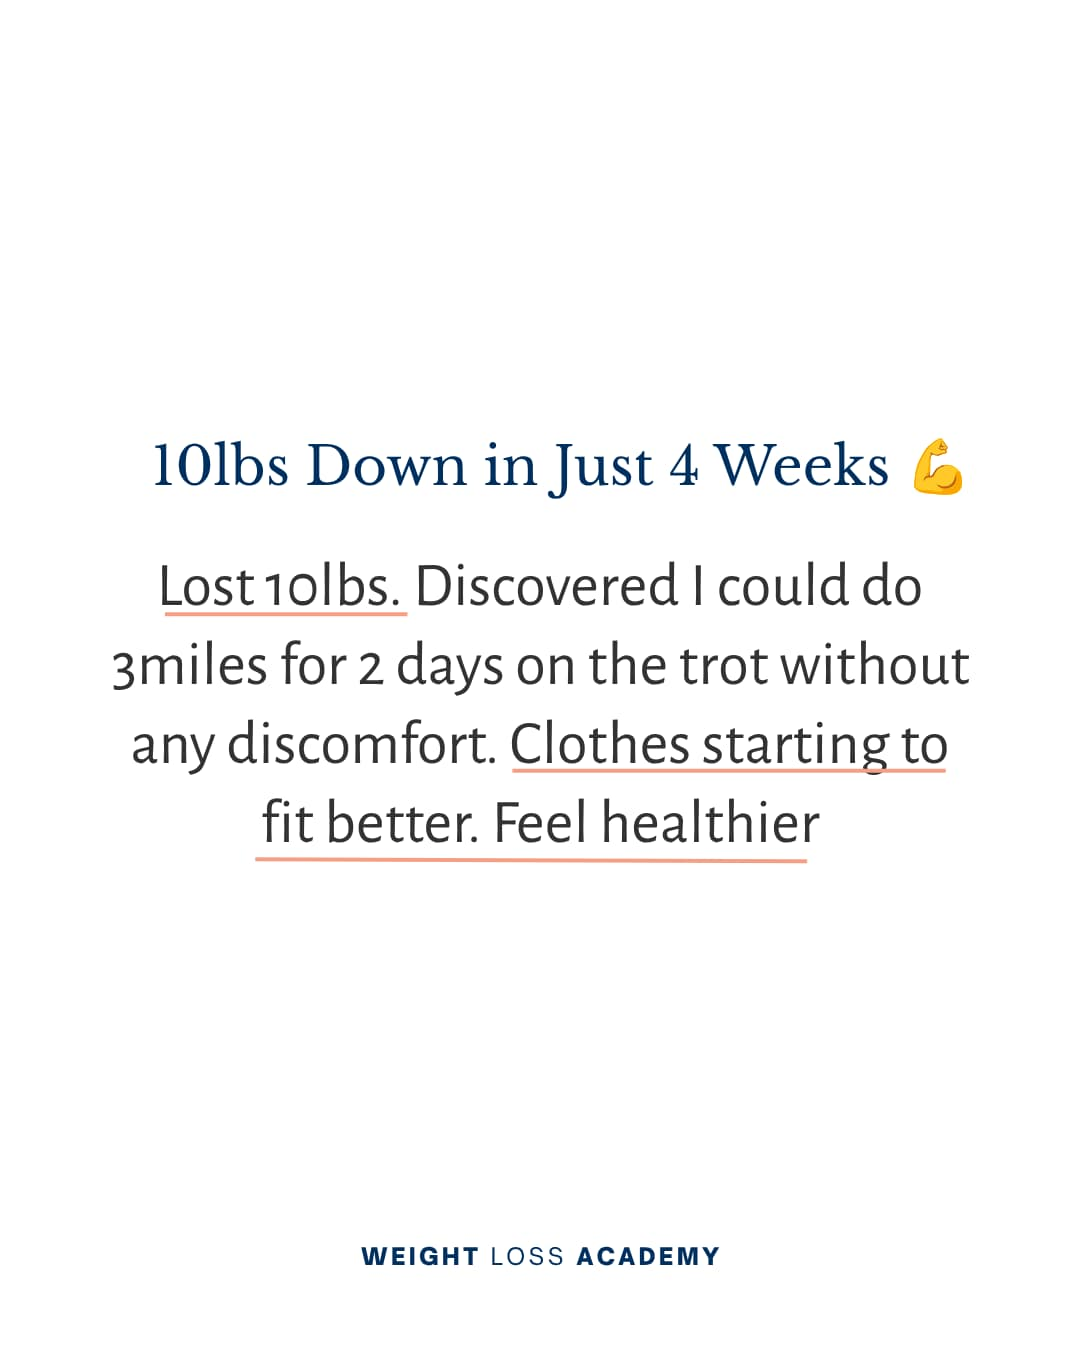 10lbs Down in Just 4 Weeks 💪
Lost 10lbs. Discovered I could do
3miles for 2 days on the trot without
any discomfort. Clothes starting to
fit better. Feel healthier
WEIGHT LOSS ACADEMY